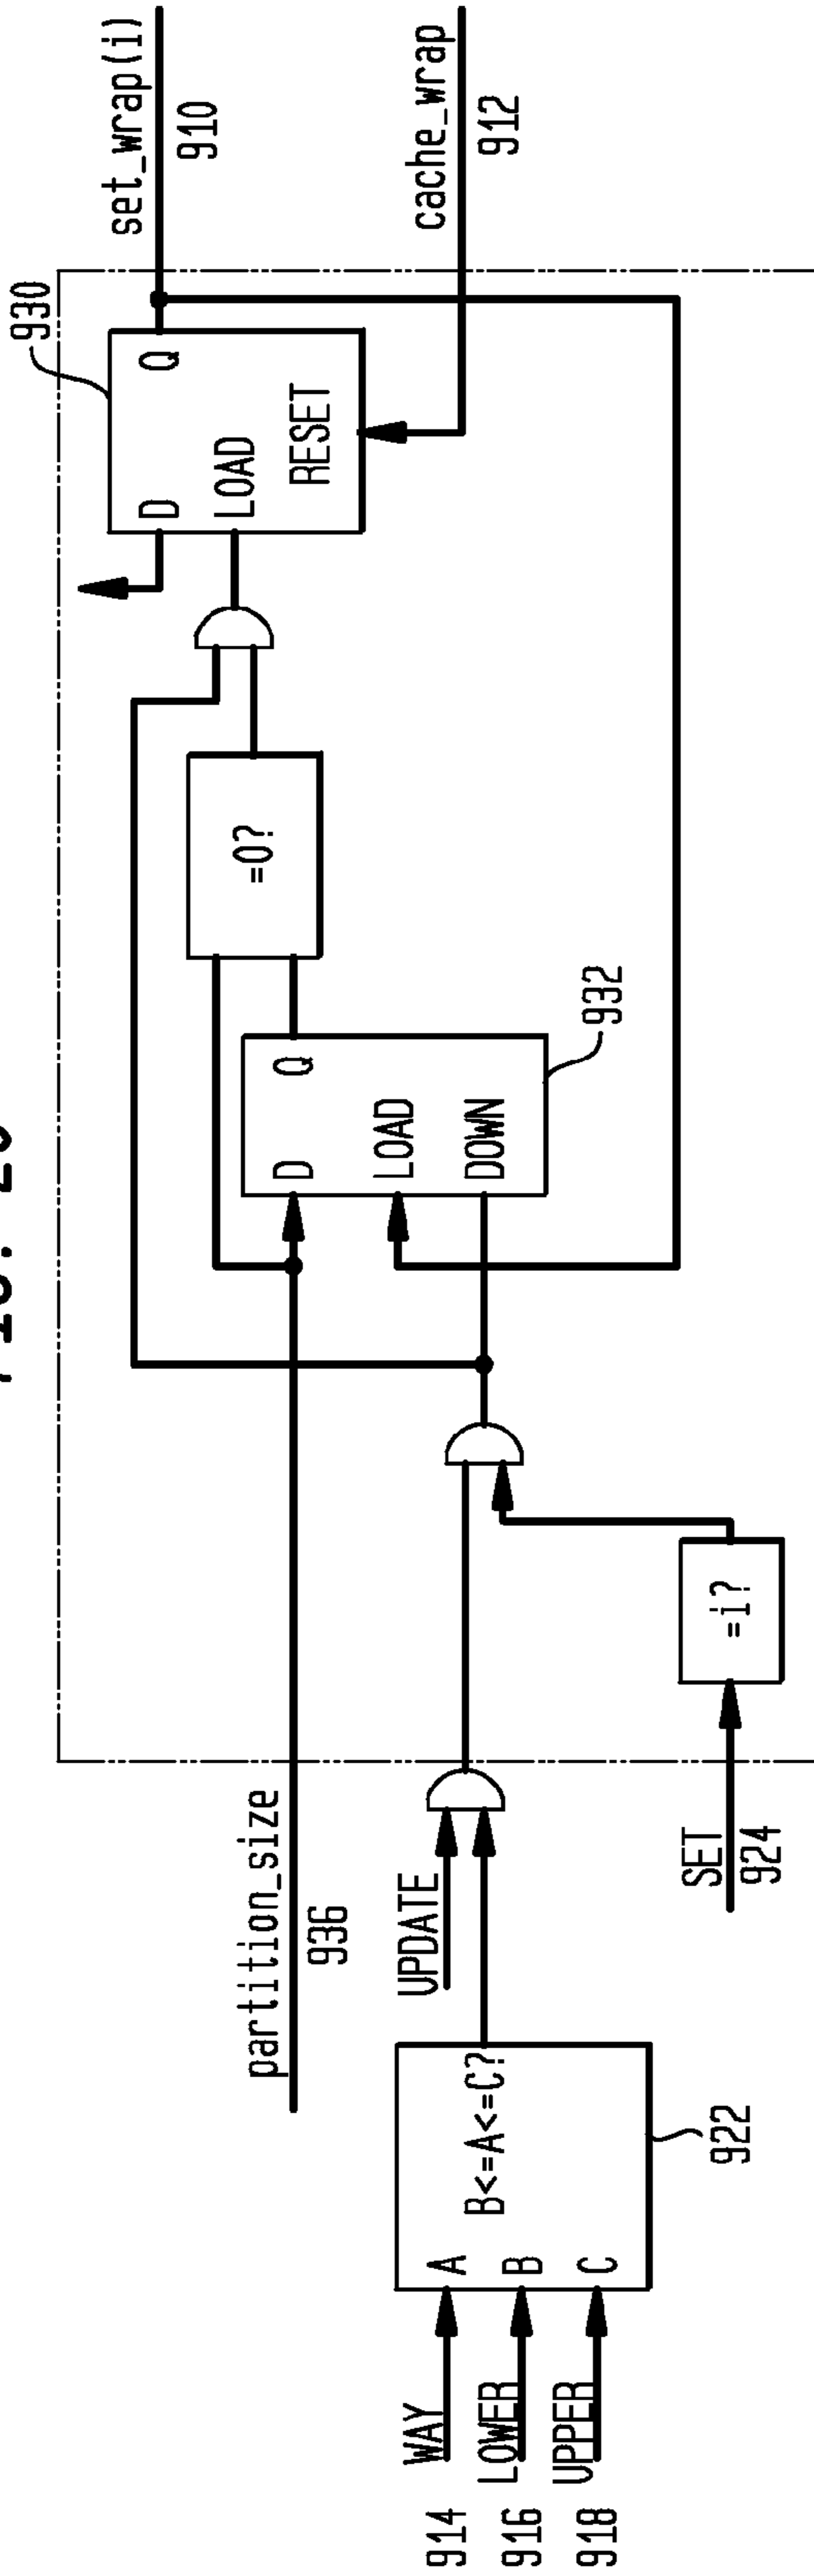 set_wrap(i)
910
cache_wrap
912
930
D
Q
LOAD
RESET
=0?
932
D
Q
LOAD
DOWN
partition_size
936
UPDATE
=i?
SET
924
B<=A<=C?
A
B
C
922
WAY
914
LOWER
916
UPPER
918